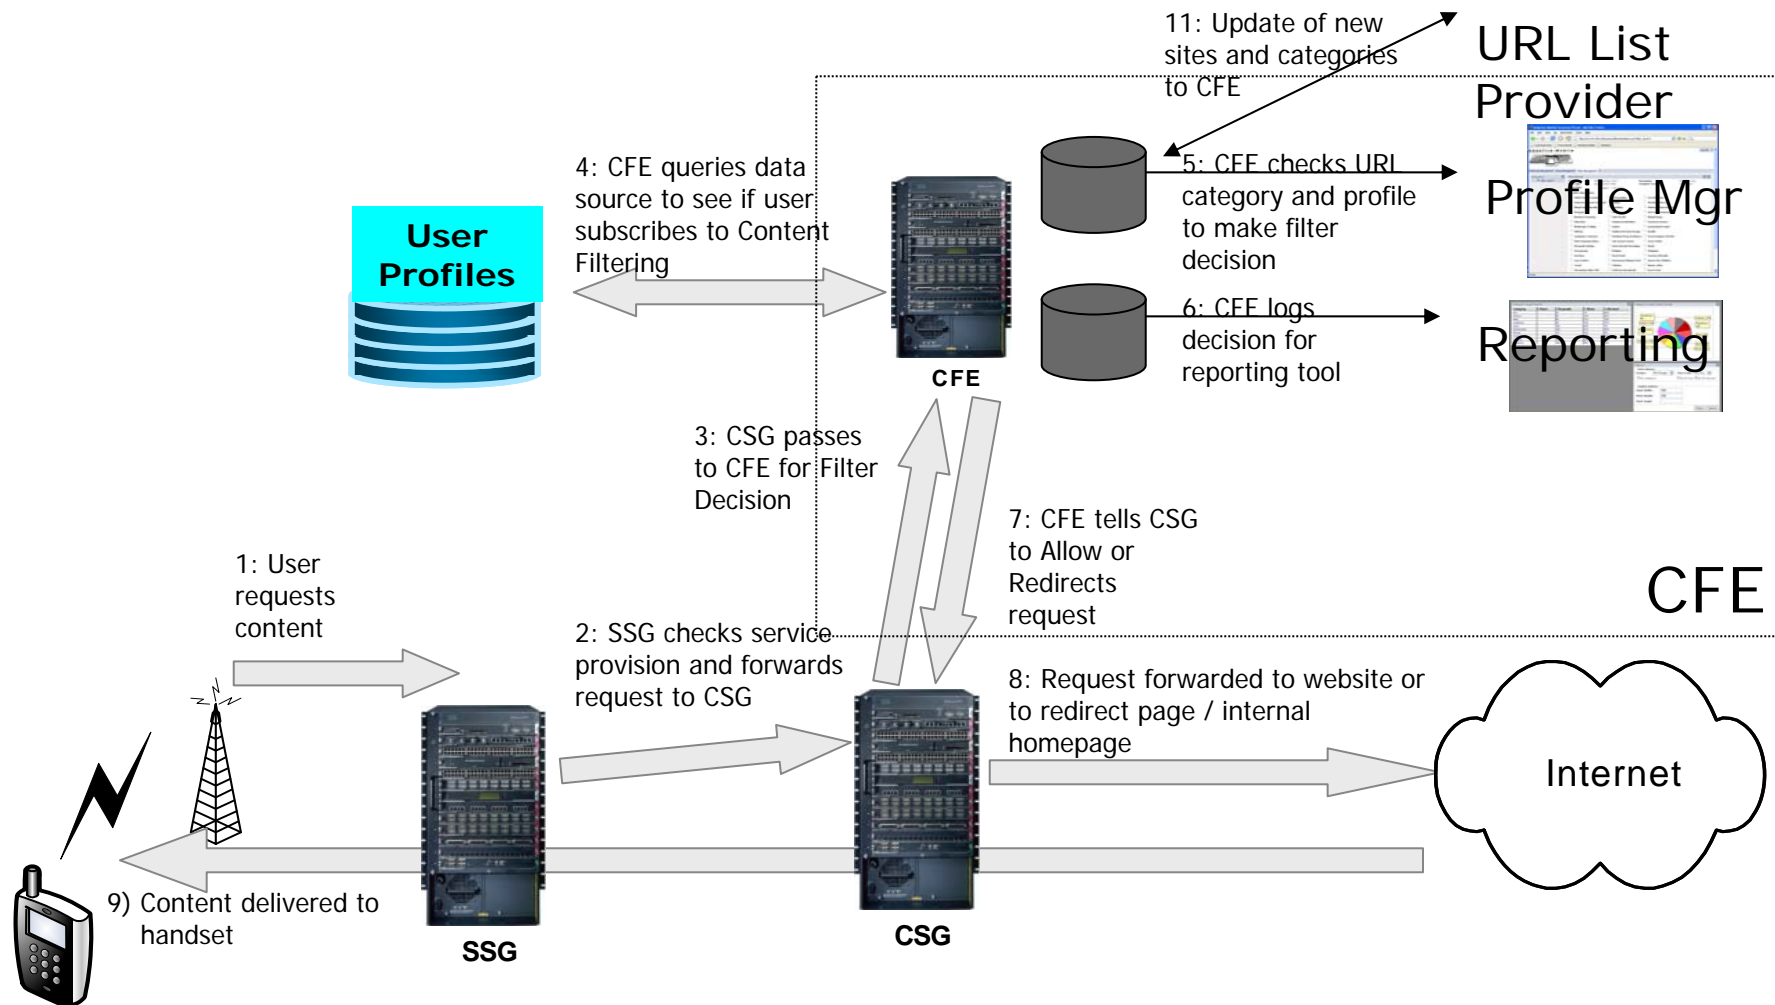 11: Update of new
sites and categories
to CFE
URL List
Provider
4: CFE queries data
source to see if user
subscribes to Content
Filtering
User
Profiles
5: CFE checks URL
category and profile
to make filter
decision
Profile Mgr
6: CFE logs
decision for
reporting tool
Reporting
CFE
3: CSG passes
to CFE for Filter
Decision
7: CFE tells CSG
to Allow or
Redirects
request
CFE
1: User
requests
content
2: SSG checks service
provision and forwards
request to CSG
8: Request forwarded to website or
to redirect page / internal
homepage
Internet
9) Content delivered to
handset
SSG
CSG